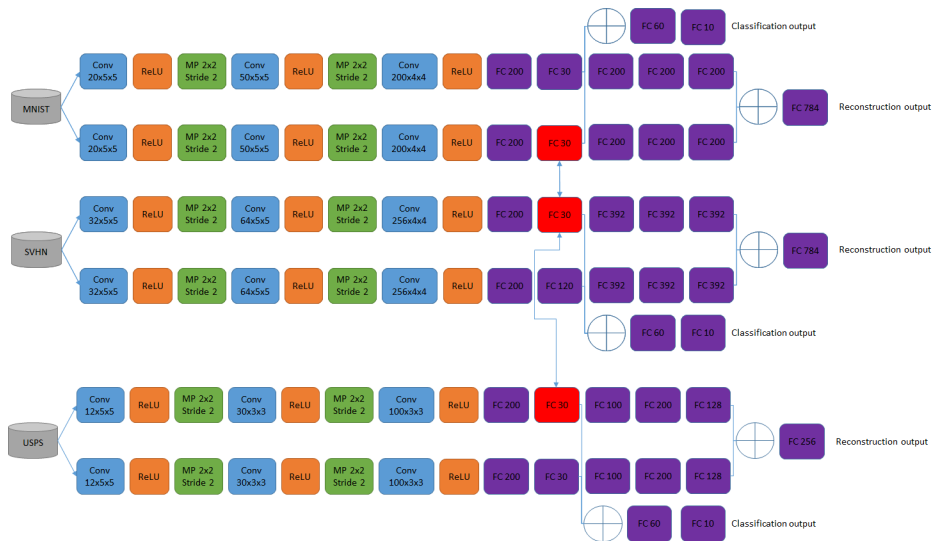 FC 60 FC 10 Classification output
Conv 20x5x5 ReLU MP 2x2 Stride 2 Conv 50x5x5 ReLU MP 2x2 Stride 2 Conv 200x4x4 ReLU FC 200 FC 30 FC 200 FC 200 FC 200
MNIST
FC 784 Reconstruction output
Conv 20x5x5 ReLU MP 2x2 Stride 2 Conv 50x5x5 ReLU MP 2x2 Stride 2 Conv 200x4x4 ReLU FC 200 FC 30 FC 200 FC 200 FC 200
Conv 32x5x5 ReLU MP 2x2 Stride 2 Conv 64x5x5 ReLU MP 2x2 Stride 2 Conv 256x4x4 ReLU FC 200 FC 30 FC 392 FC 392 FC 392
SVHN
FC 784 Reconstruction output
Conv 32x5x5 ReLU MP 2x2 Stride 2 Conv 64x5x5 ReLU MP 2x2 Stride 2 Conv 256x4x4 ReLU FC 200 FC 120 FC 392 FC 392 FC 392
FC 60 FC 10 Classification output
Conv 12x5x5 ReLU MP 2x2 Stride 2 Conv 30x3x3 ReLU MP 2x2 Stride 2 Conv 100x3x3 ReLU FC 200 FC 30 FC 100 FC 200 FC 128
USPS
FC 256 Reconstruction output
Conv 12x5x5 ReLU MP 2x2 Stride 2 Conv 30x3x3 ReLU MP 2x2 Stride 2 Conv 100x3x3 ReLU FC 200 FC 30 FC 100 FC 200 FC 128
FC 60 FC 10 Classification output